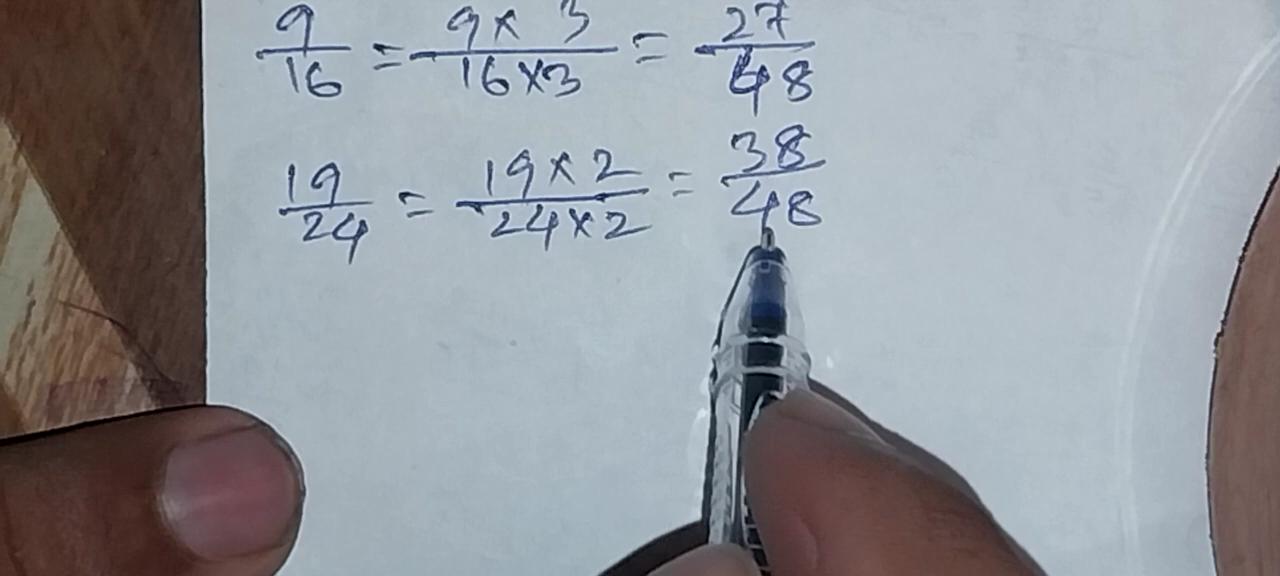 9/16 = 9 × 3/16 × 3 = 27/48
19/24 = 19 × 2/24 × 2 = 38/48